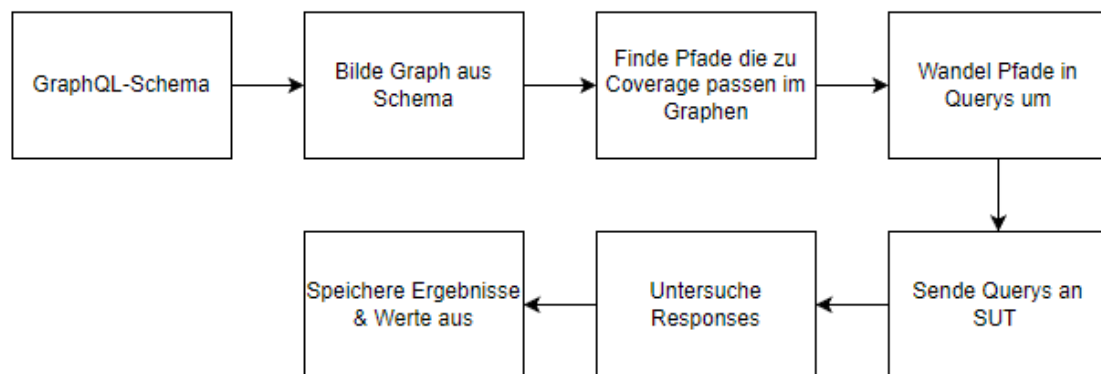 GraphQL-Schema
Bilde Graph aus
Schema
Finde Pfade die zu
Coverage passen im
Graphen
Wandel Pfade in
Querys um
Sende Querys an
SUT
Untersuche
Responses
Speichere Ergebnisse
& Werte aus